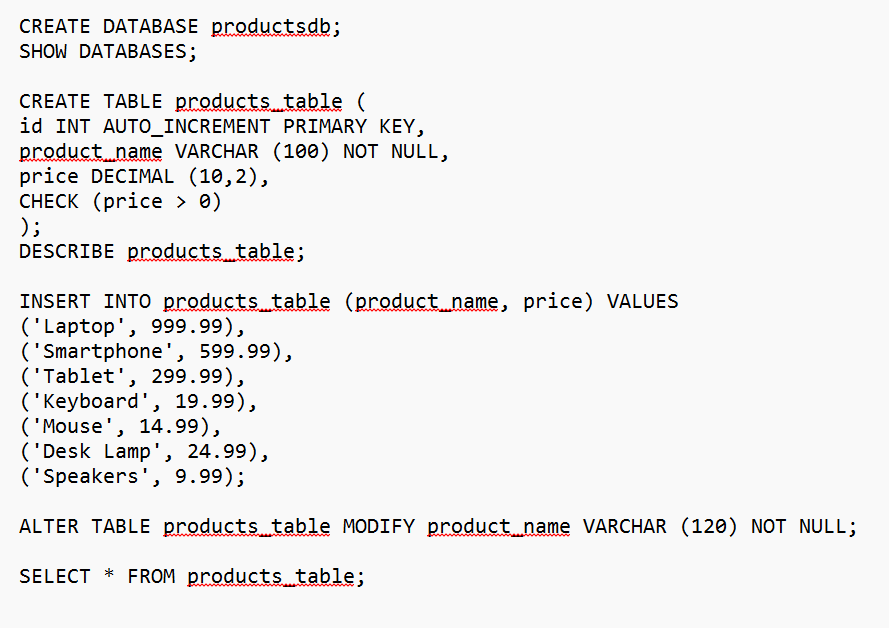 CREATE DATABASE productsdb;
SHOW DATABASES;
CREATE TABLE products_table (
id INT AUTO_INCREMENT PRIMARY KEY,
product_name VARCHAR (100) NOT NULL,
price DECIMAL (10,2),
CHECK (price > 0)
);
DESCRIBE products_table;
INSERT INTO products_table (product_name, price) VALUES
('Laptop', 999.99),
('Smartphone', 599.99),
('Tablet', 299.99),
('Keyboard', 19.99),
('Mouse', 14.99),
('Desk Lamp', 24.99),
('Speakers', 9.99);
ALTER TABLE products_table MODIFY product_name VARCHAR (120) NOT NULL;
SELECT * FROM products_table;